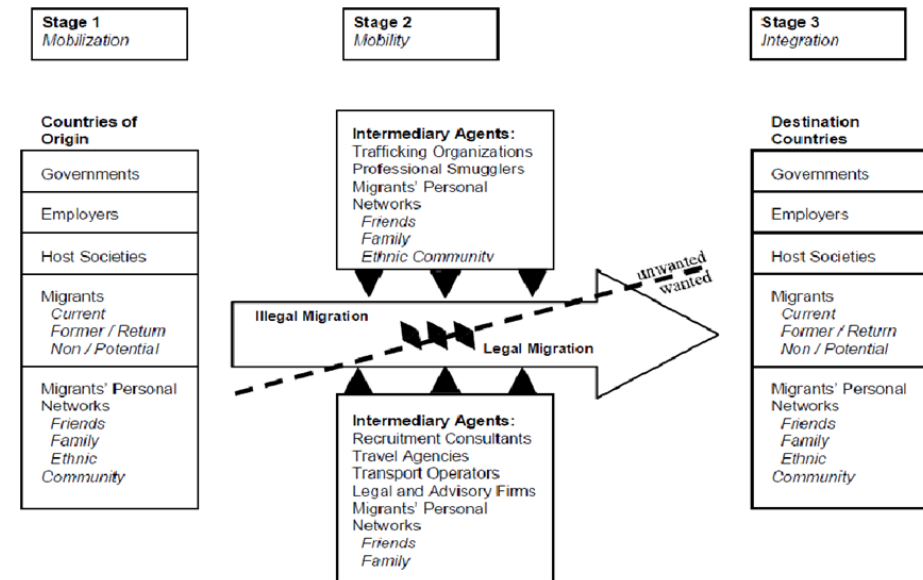 Stage 1
Mobilization
Stage 2
Mobility
Stage 3
Integration
Countries of
Origin
Governments
Employers
Host Societies
Migrants
Current
Former / Return
Non / Potential
Migrants' Personal
Networks
Friends
Family
Ethnic
Community
Intermediary Agents:
Trafficking Organizations
Professional Smugglers
Migrants' Personal
Networks
Friends
Family
Ethnic Community
unwanted
wanted
Illegal Migration
Legal Migration
Intermediary Agents:
Recruitment Consultants
Travel Agencies
Transport Operators
Legal and Advisory Firms
Migrants' Personal
Networks
Friends
Family
Destination
Countries
Governments
Employers
Host Societies
Migrants
Current
Former / Return
Non / Potential
Migrants' Personal
Networks
Friends
Family
Ethnic
Community